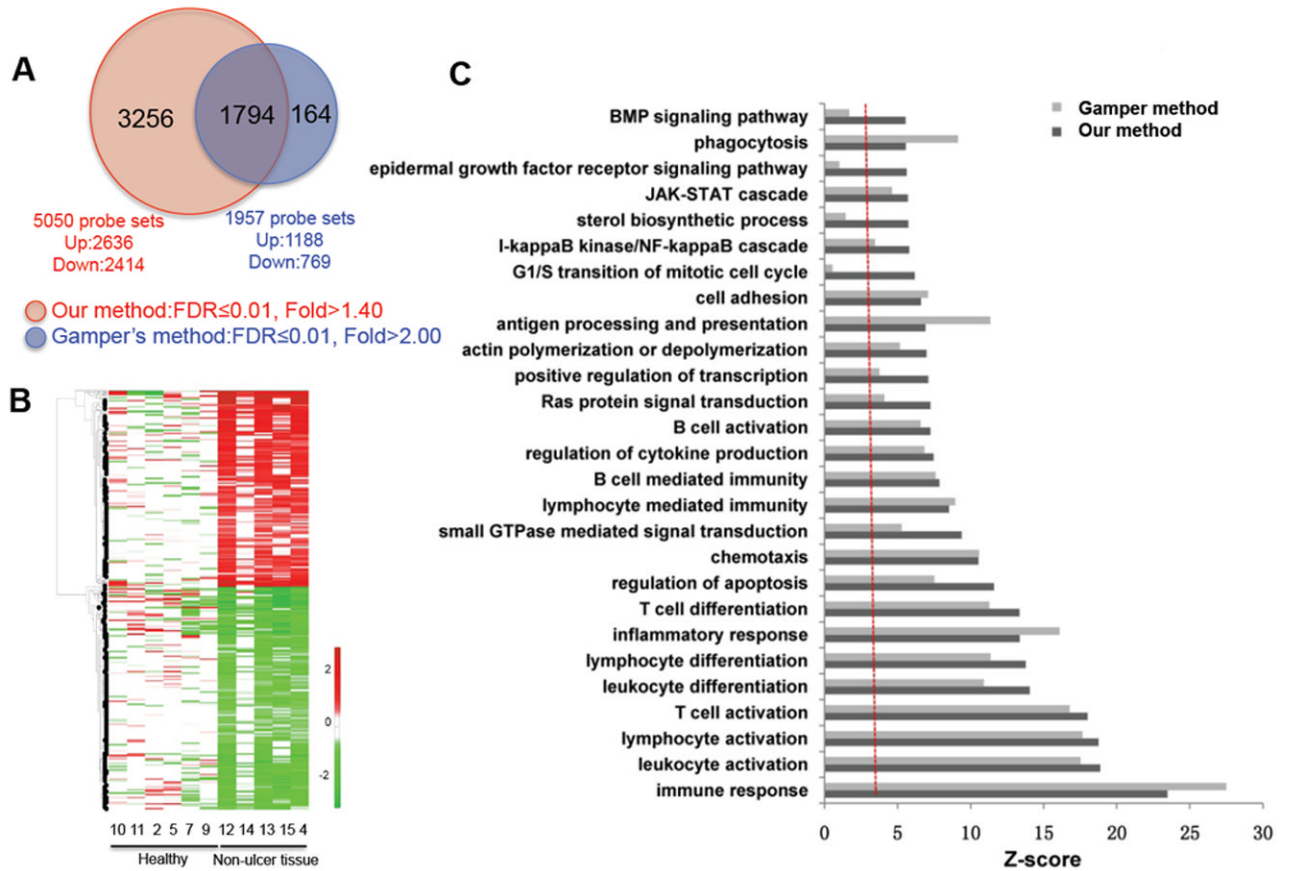 A
3256
1794
164
5050 probe sets
Up:2636
Down:2414
1957 probe sets
Up:1188
Down:769
Our method:FDR≤0.01, Fold>1.40
Gamper's method:FDR≤0.01, Fold>2.00
B
2
0
-2
10 11 2 5 7 9 12 14 13 15 4
Healthy Non-ulcer tissue
C
Gamper method
Our method
BMP signaling pathway
phagocytosis
epidermal growth factor receptor signaling pathway
JAK-STAT cascade
sterol biosynthetic process
I-kappaB kinase/NF-kappaB cascade
G1/S transition of mitotic cell cycle
cell adhesion
antigen processing and presentation
actin polymerization or depolymerization
positive regulation of transcription
Ras protein signal transduction
B cell activation
regulation of cytokine production
B cell mediated immunity
lymphocyte mediated immunity
small GTPase mediated signal transduction
chemotaxis
regulation of apoptosis
T cell differentiation
inflammatory response
lymphocyte differentiation
leukocyte differentiation
T cell activation
lymphocyte activation
leukocyte activation
immune response
0 5 10 15 20 25 30
Z-score